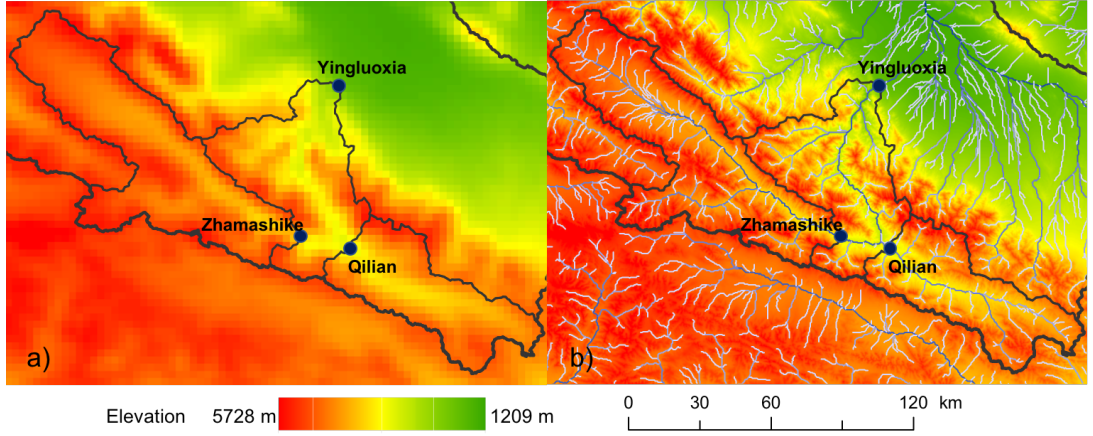 Yingluoxia
Zhamashike
Qilian
a)
Yingluoxia
Zhamashike
Qilian
b)
Elevation 5728 m 1209 m
0 30 60 120 km